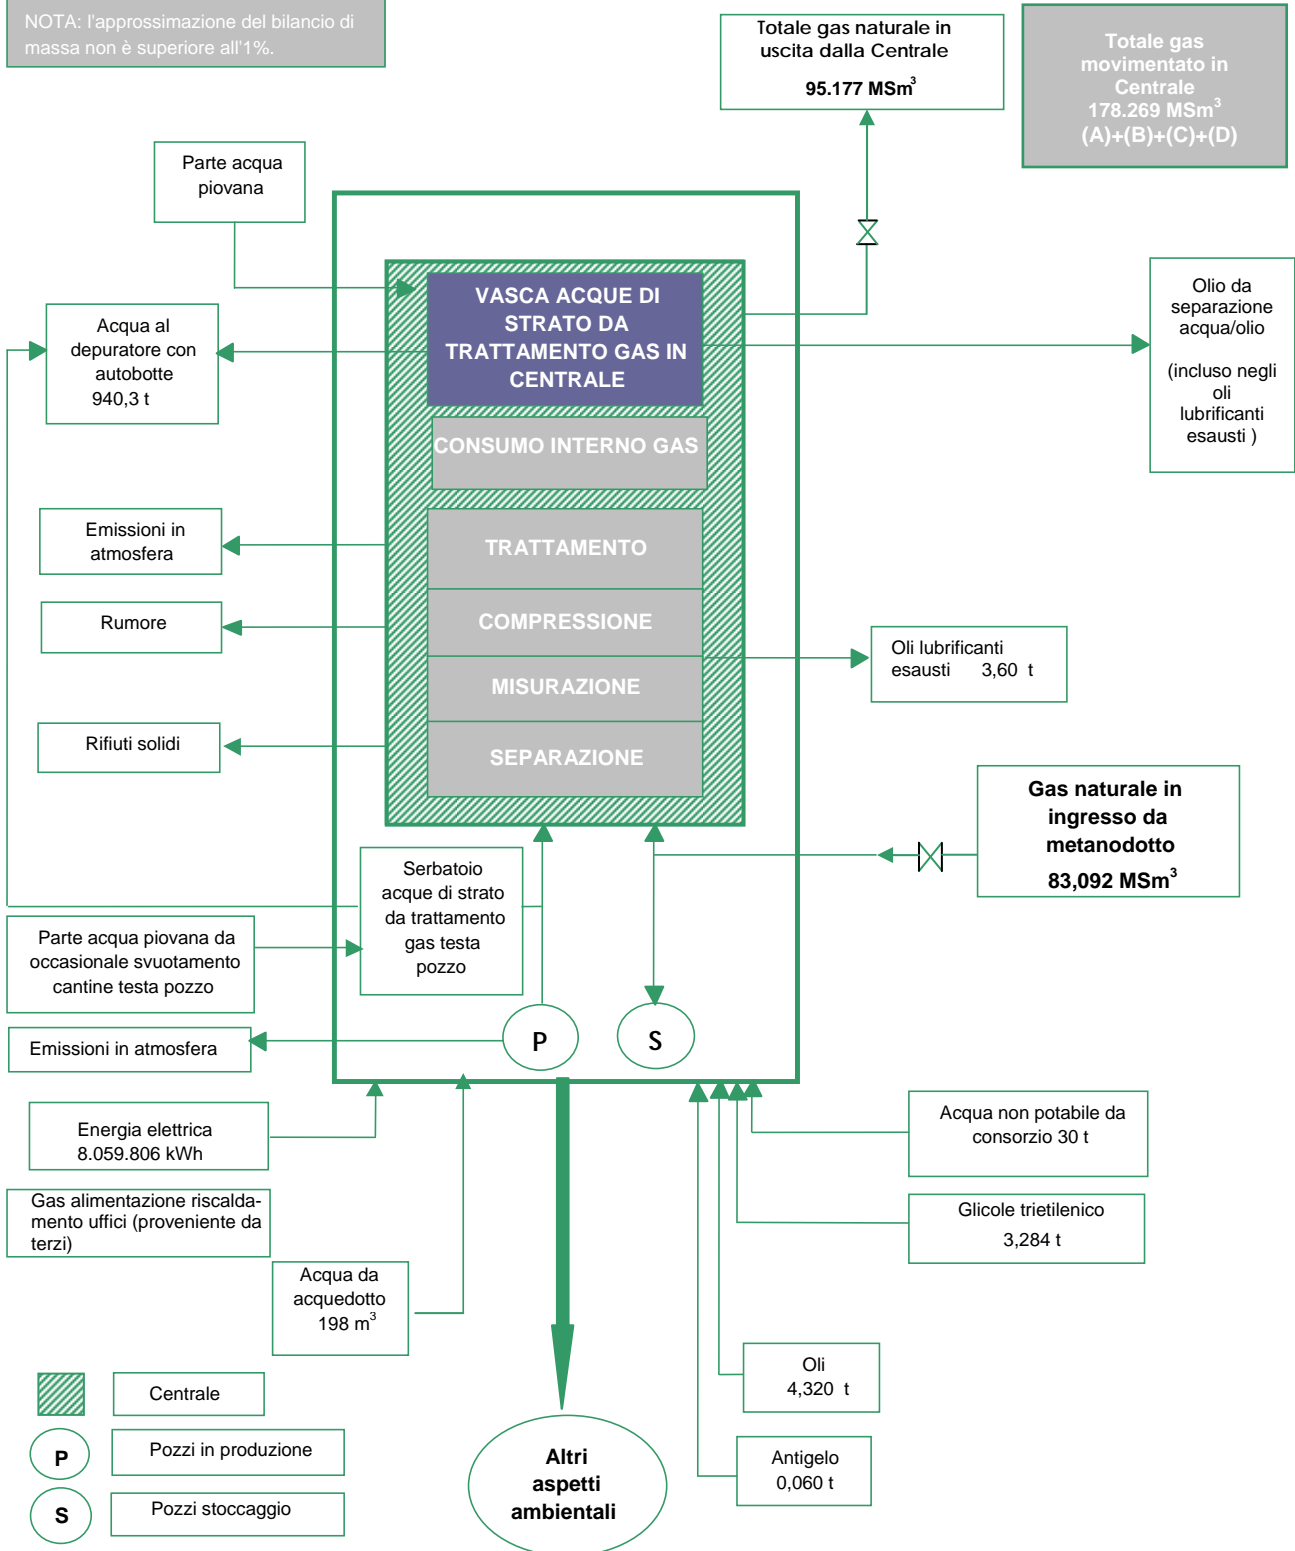 NOTA: l'approssimazione del bilancio di
massa non è superiore all'1%.
Totale gas naturale in
uscita dalla Centrale
95.177 MSm³
Totale gas
movimentato in
Centrale
178.269 MSm³
(A)+(B)+(C)+(D)
Parte acqua
piovana
Acqua al
depuratore con
autobotte
940,3 t
VASCA ACQUE DI
STRATO DA
TRATTAMENTO GAS IN
CENTRALE
Olio da
separazione
acqua/olio
(incluso negli
oli
lubrificanti
esausti )
CONSUMO INTERNO GAS
Emissioni in
atmosfera
TRATTAMENTO
Rumore
COMPRESSIONE
Oli lubrificanti
esausti 3,60 t
MISURAZIONE
Rifiuti solidi
SEPARAZIONE
Gas naturale in
ingresso da
metanodotto
83,092 MSm³
Serbatoio
acque di strato
da trattamento
gas testa
pozzo
Parte acqua piovana da
occasionale svuotamento
cantine testa pozzo
Emissioni in atmosfera
P
S
Energia elettrica
8.059.806 kWh
Acqua non potabile da
consorzio 30 t
Gas alimentazione riscalda-
mento uffici (proveniente da
terzi)
Glicole trietilenico
3,284 t
Acqua da
acquedotto
198 m³
Oli
4,320 t
Centrale
P
Pozzi in produzione
Altri
aspetti
ambientali
Antigelo
0,060 t
S
Pozzi stoccaggio